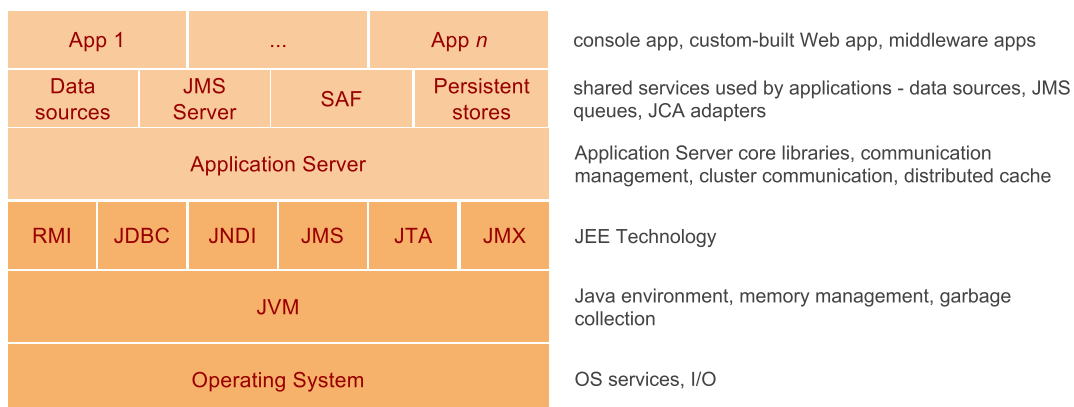 App 1
...
App n
console app, custom-built Web app, middleware apps
Data
sources
JMS
Server
SAF
Persistent
stores
shared services used by applications - data sources, JMS
queues, JCA adapters
Application Server
Application Server core libraries, communication
management, cluster communication, distributed cache
RMI
JDBC
JNDI
JMS
JTA
JMX
JEE Technology
JVM
Java environment, memory management, garbage
collection
Operating System
OS services, I/O